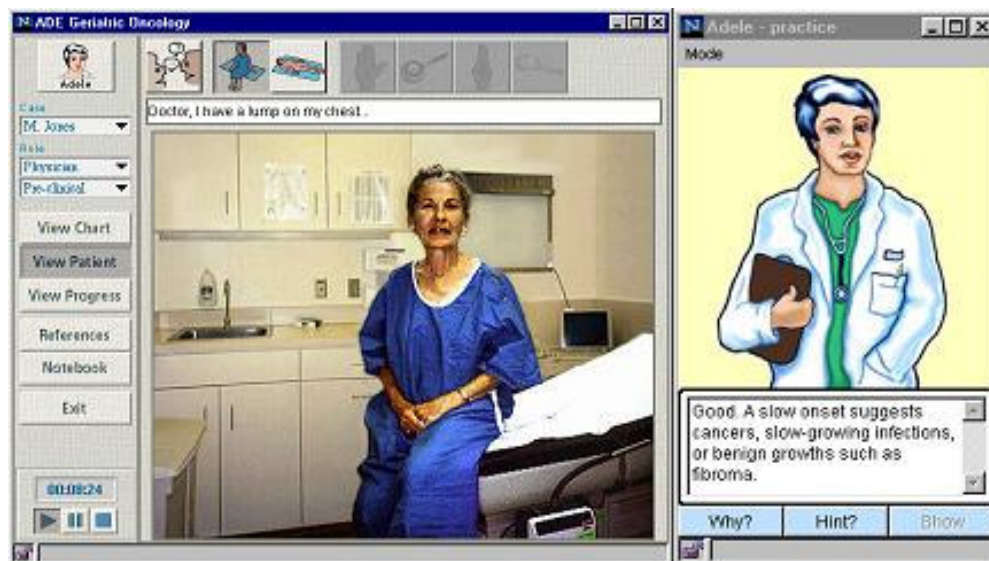 ADE Geriatric Oncology
Adele
Case
M. Jones
Role
Physician
Pre-clinical
View Chart
View Patient
View Progress
References
Notebook
Exit
00:08:24
Doctor, I have a lump on my chest..
Adele - practice
Mode
Good. A slow onset suggests
cancers, slow-growing infections,
or benign growths such as
fibroma.
Why?
Hint?
Show